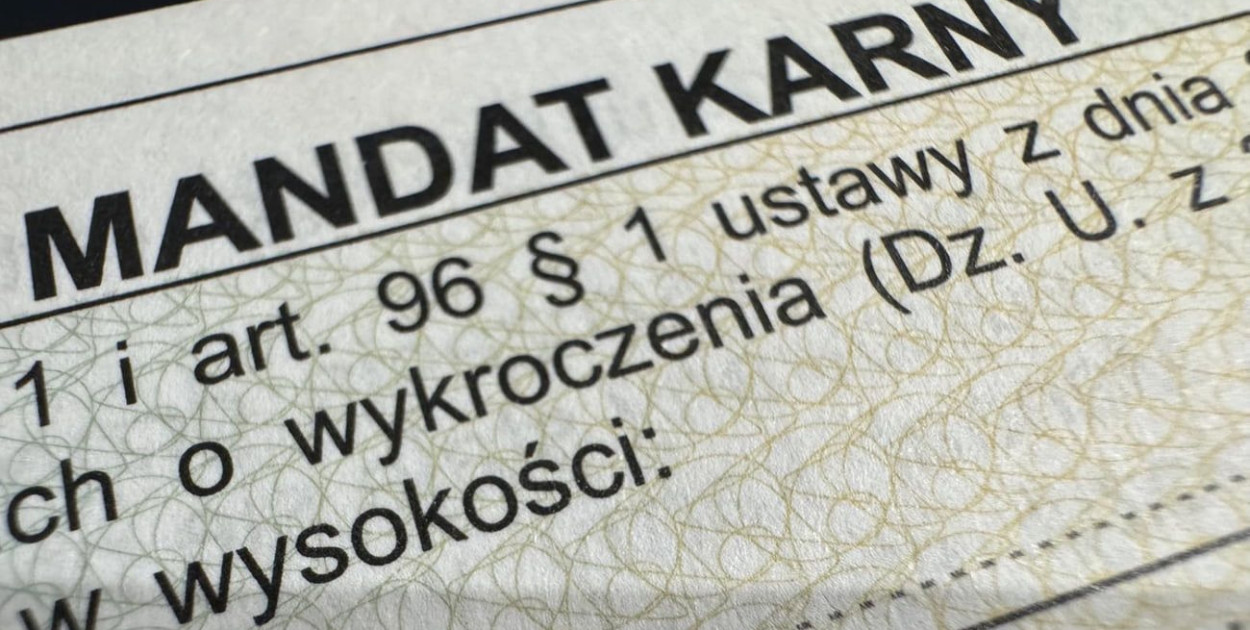 MANDAT KARNY
1 i art. 96 § 1 ustawy z dnia
ch o wykroczenia (Dz. U. z
w wysokości: